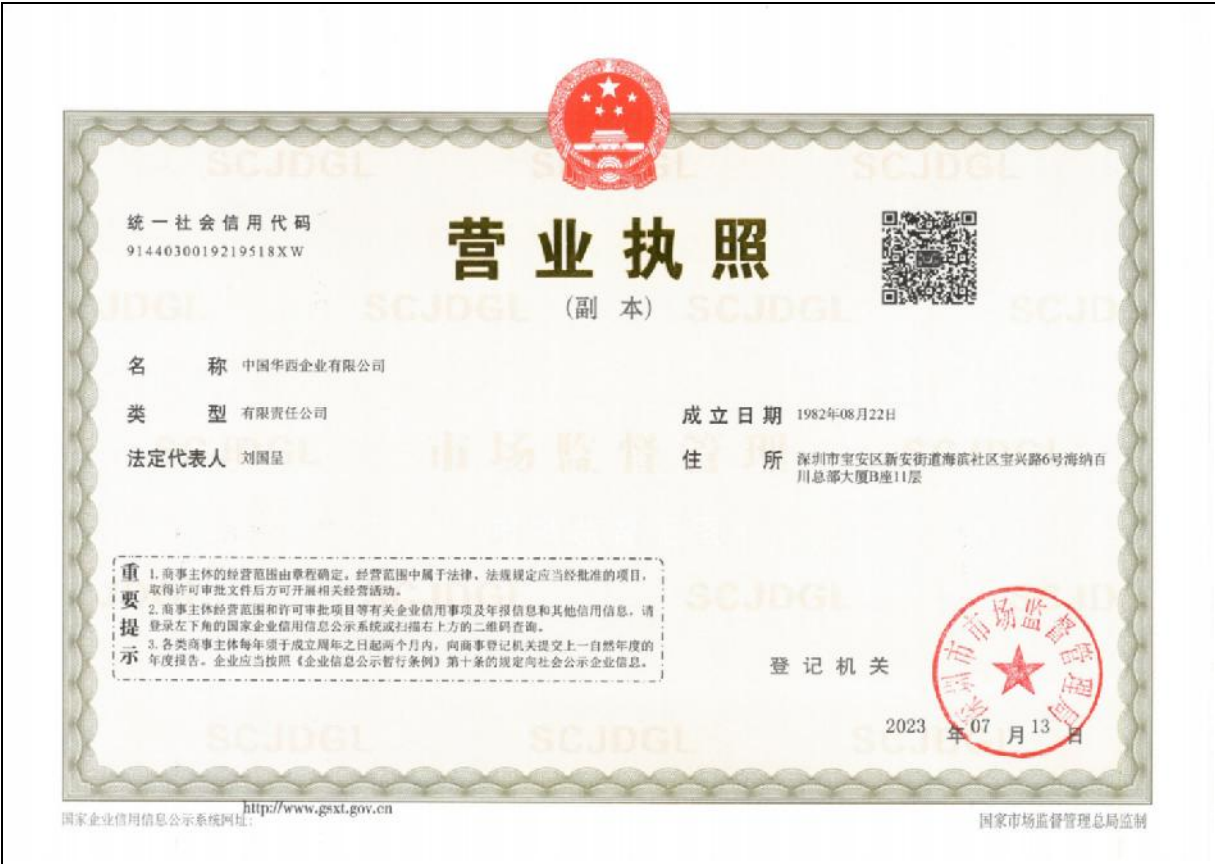 统一社会信用代码
9144030019219518XW
营业执照
(副 本)
名 称 中国华西企业有限公司
类 型 有限责任公司
成立日期 1982年08月22日
法定代表人 刘国呈
住 所 深圳市宝安区新安街道海滨社区宝兴路6号海纳百
川总部大厦B座11层
重要提示
1.商事主体的经营范围由章程确定。经营范围中属于法律、法规规定应当经批准的项目,
取得许可审批文件后方可开展相关经营活动。
2.商事主体经营范围和许可审批项目等有关企业信用事项及年报信息和其他信用信息,请
登录左下角的国家企业信用信息公示系统或扫描右上方的二维码查询。
3.各类商事主体每年须于成立周年之日起两个月内,向商事登记机关提交上一自然年度的
年度报告。企业应当按照《企业信息公示暂行条例》第十条的规定向社会公示企业信息。
登记机关
深圳市市场监督管理局
2023 年 07 月 13 日
国家企业信用信息公示系统网址: http://www.gsxt.gov.cn
国家市场监督管理总局监制
SCJDGL
市场监督管理